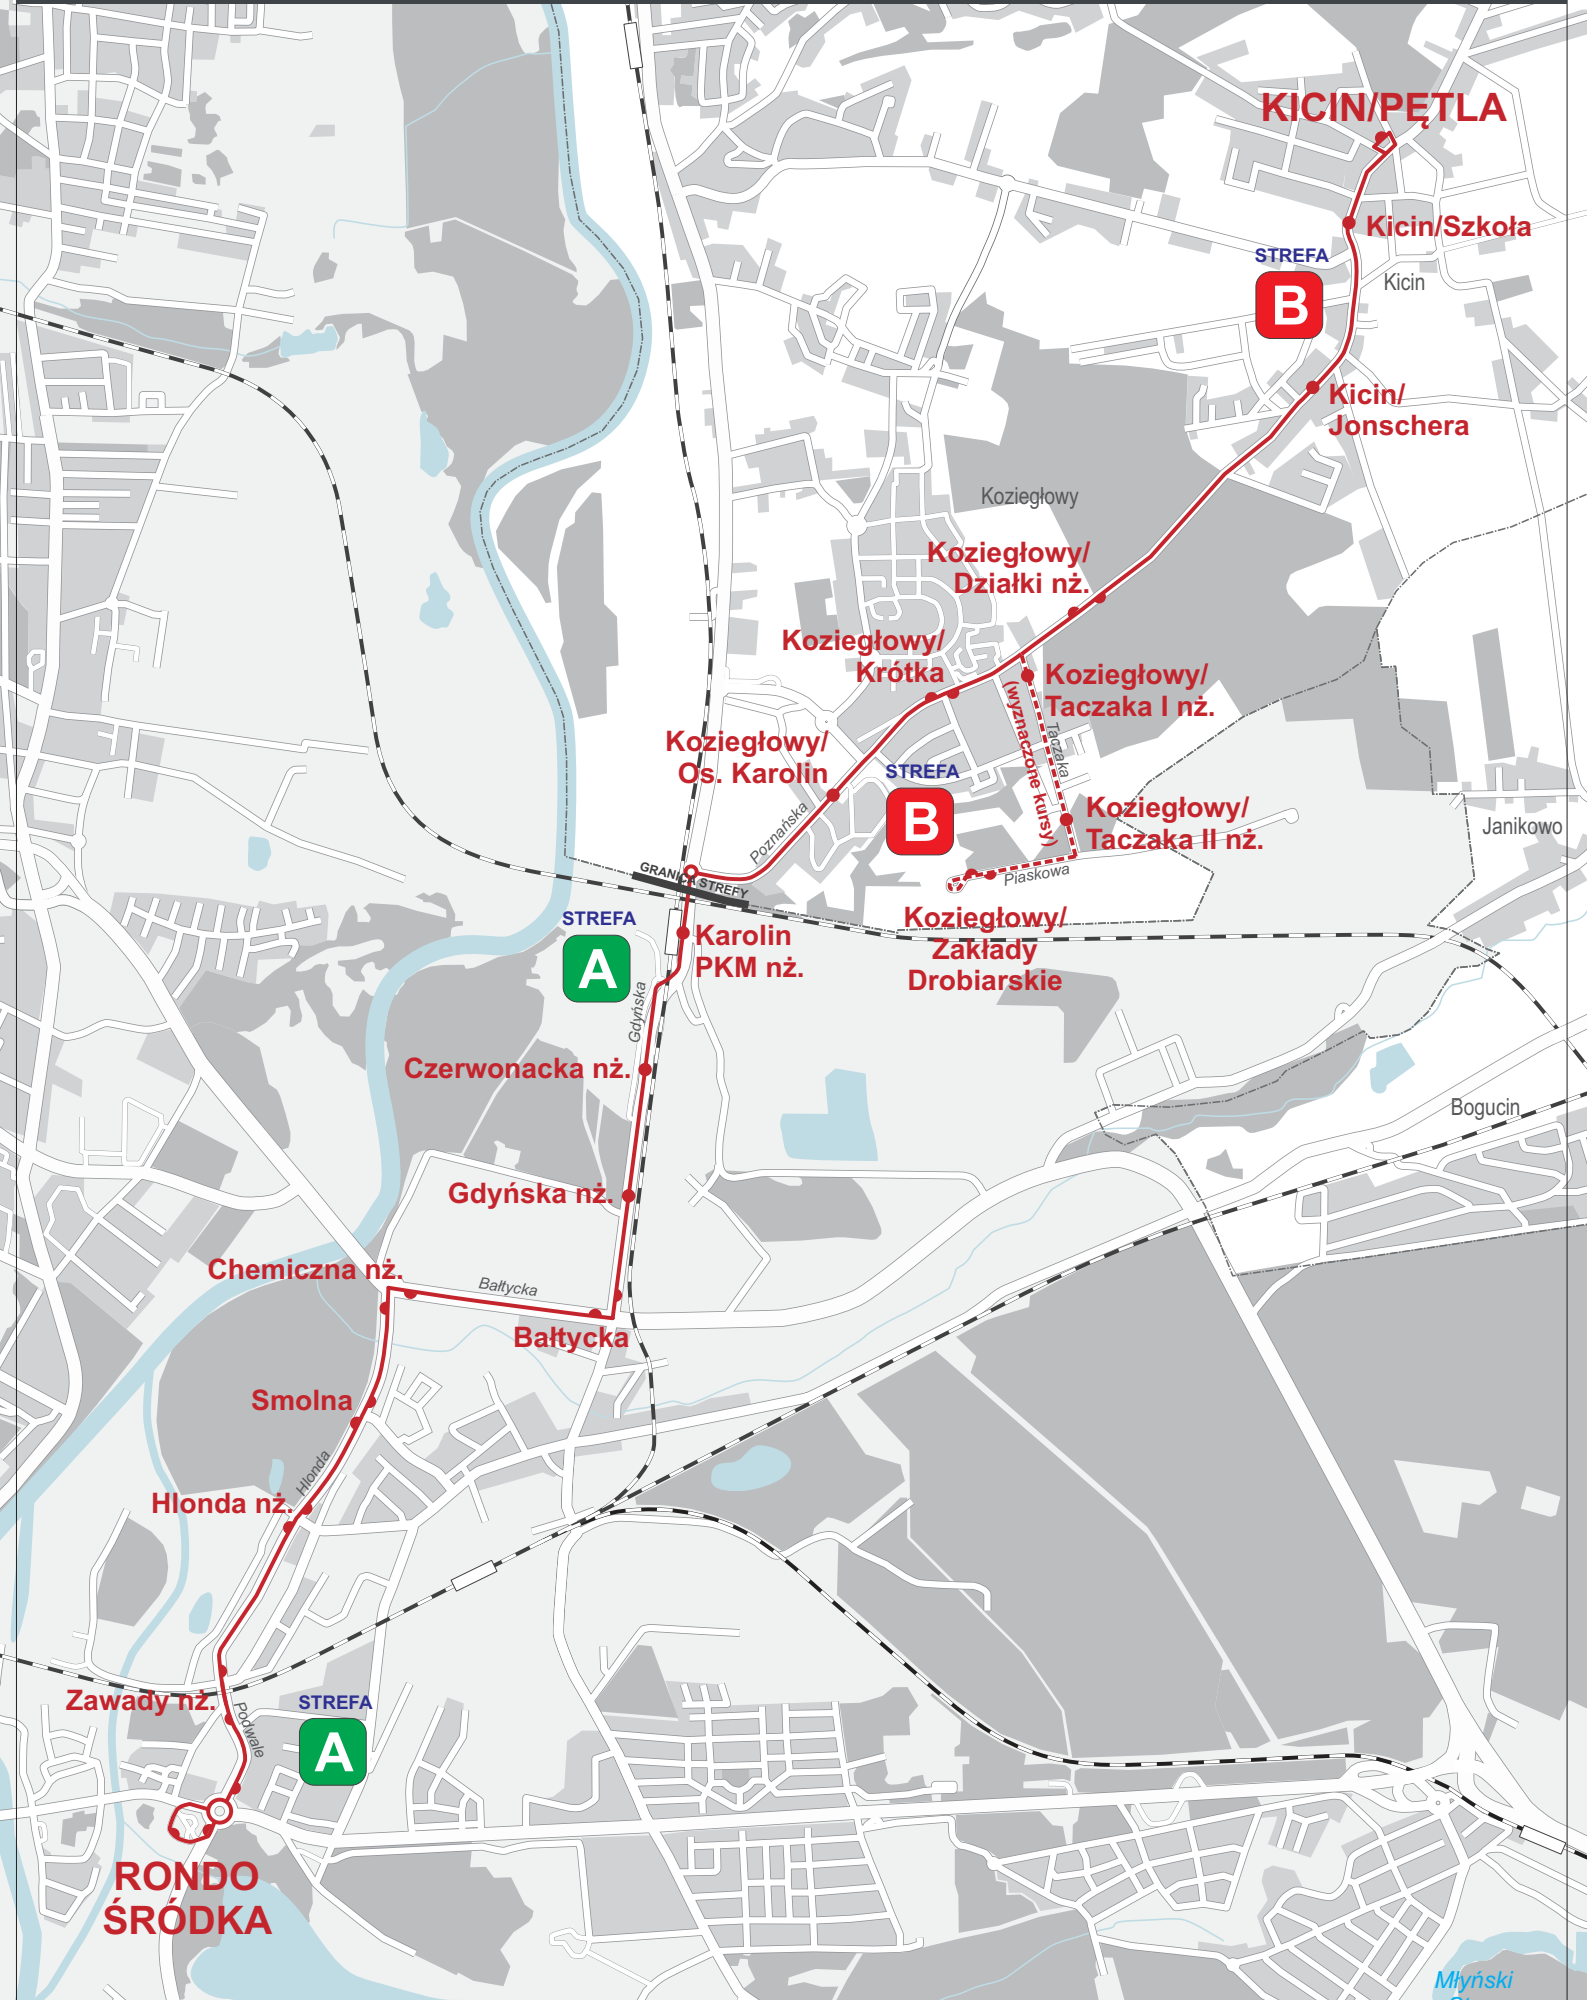 KICIN/PĘTLA
Kicin/Szkoła
STREFA
B
Kicin
Kicin/
Jonschera
Koziegłowy
Koziegłowy/
Działki nż.
Koziegłowy/
Krótka
Koziegłowy/
Taczaka I nż.
(wyznaczone kursy)
Taczaka
Koziegłowy/
Os. Karolin
STREFA
B
Poznańska
Koziegłowy/
Taczaka II nż.
Janikowo
GRANICA STREFY
Piaskowa
Koziegłowy/
Zakłady
Drobiarskie
STREFA
A
Karolin
PKM nż.
Gdyńska
Czerwonacka nż.
Bogucin
Gdyńska nż.
Chemiczna nż.
Bałtycka
Bałtycka
Smolna
Hlonda
Hlonda nż.
Zawady nż.
Podwale
STREFA
A
RONDO
ŚRÓDKA
Młyński